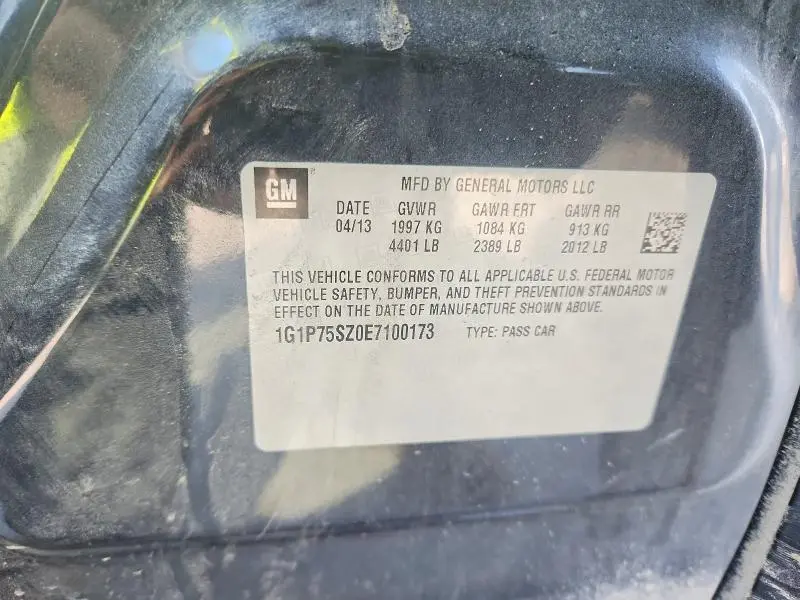 GM ® MFD BY GENERAL MOTORS LLC
DATE GVWR GAWR FRT GAWR RR
04/13 1997 KG 1084 KG 913 KG
4401 LB 2389 LB 2012 LB
THIS VEHICLE CONFORMS TO ALL APPLICABLE U.S. FEDERAL MOTOR
VEHICLE SAFETY, BUMPER, AND THEFT PREVENTION STANDARDS IN
EFFECT ON THE DATE OF MANUFACTURE SHOWN ABOVE.
1G1P75SZ0E7100173 TYPE: PASS CAR